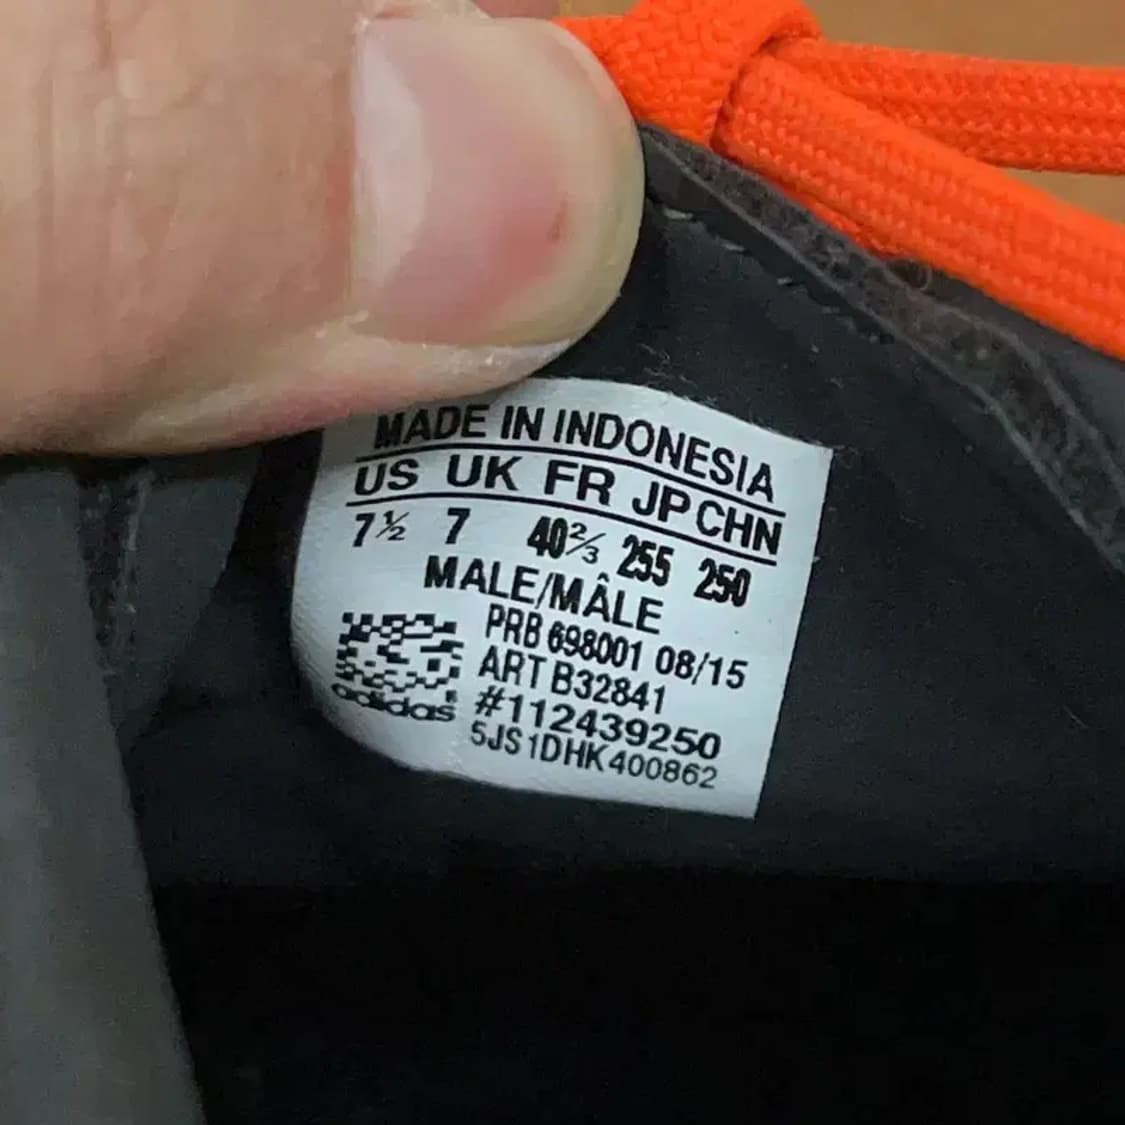 MADE IN INDONESIA
US UK FR JP CHN
7½ 7 40⅔ 255 250
MALE/MÂLE
PRB 698001 08/15
ART B32841
#112439250
adidas
5JS1DHK400862